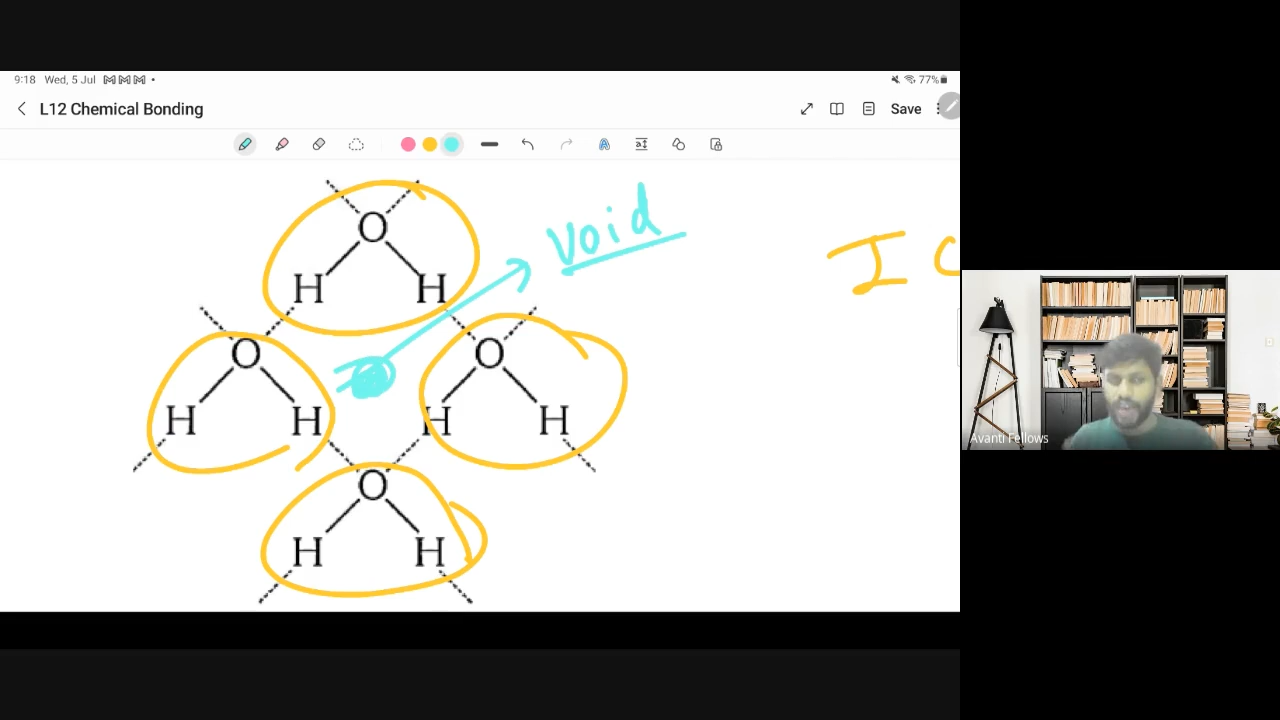 9:18 Wed, 5 Jul
77%
L12 Chemical Bonding
Save
O
H H
Void
I C
O
H H
O
H H
O
H H
Avanti Fellows